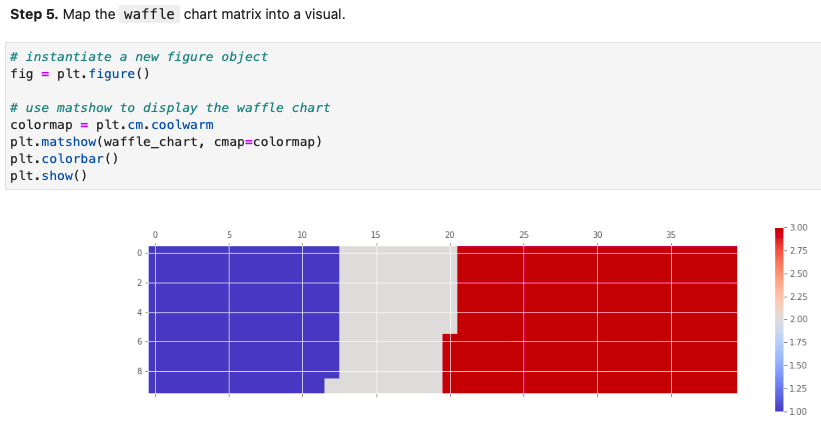 Step 5. Map the waffle chart matrix into a visual.
# instantiate a new figure object
fig = plt.figure()
# use matshow to display the waffle chart
colormap = plt.cm.coolwarm
plt.matshow(waffle_chart, cmap=colormap)
plt.colorbar()
plt.show()
0 5 10 15 20 25 30 35
0
2
4
6
8
3.00
2.75
2.50
2.25
2.00
1.75
1.50
1.25
1.00